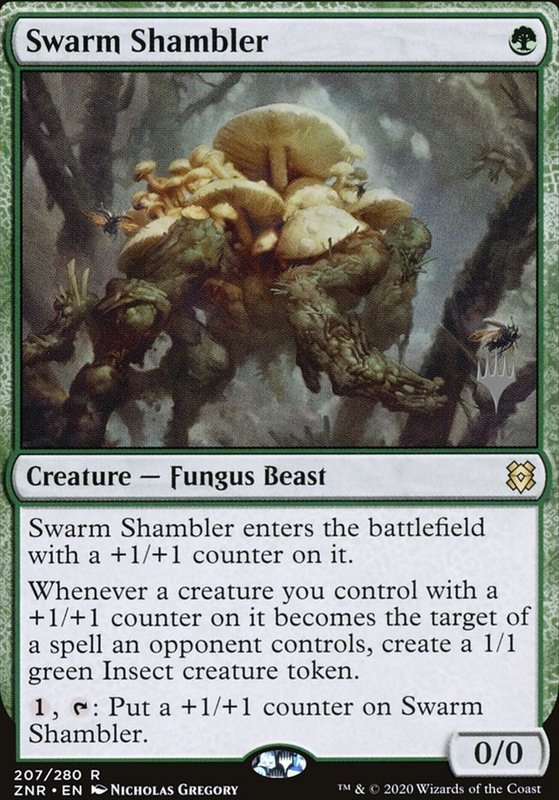 Swarm Shambler
Creature — Fungus Beast
Swarm Shambler enters the battlefield
with a +1/+1 counter on it.
Whenever a creature you control with a
+1/+1 counter on it becomes the target of
a spell an opponent controls, create a 1/1
green Insect creature token.
1, : Put a +1/+1 counter on Swarm
Shambler.
0/0
207/280 R
ZNR • EN Nicholas Gregory
™ & © 2020 Wizards of the Coast